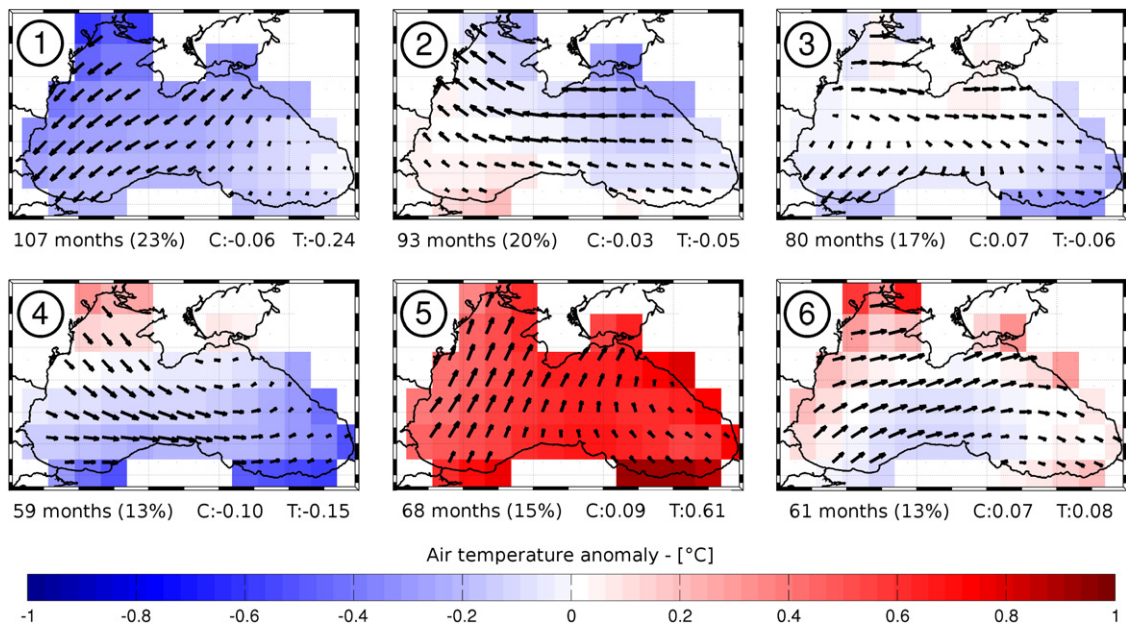 1 2 3
107 months (23%) C:-0.06 T:-0.24 93 months (20%) C:-0.03 T:-0.05 80 months (17%) C:0.07 T:-0.06
4 5 6
59 months (13%) C:-0.10 T:-0.15 68 months (15%) C:0.09 T:0.61 61 months (13%) C:0.07 T:0.08
Air temperature anomaly - [°C]
-1 -0.8 -0.6 -0.4 -0.2 0 0.2 0.4 0.6 0.8 1